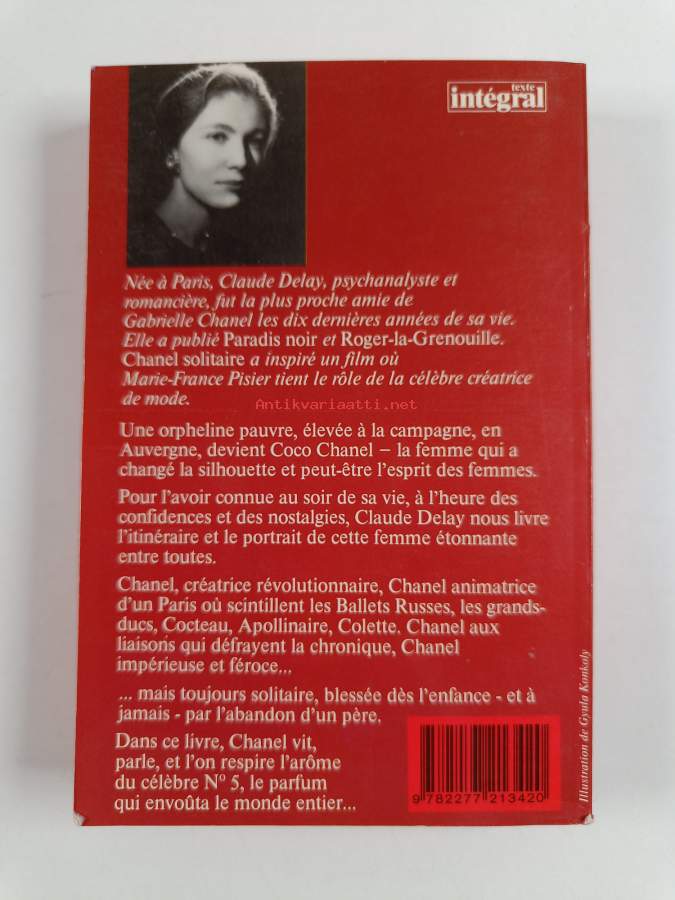 texte
intégral
Née à Paris, Claude Delay, psychanalyste et
romancière, fut la plus proche amie de
Gabrielle Chanel les dix dernières années de sa vie.
Elle a publié Paradis noir et Roger-la-Grenouille.
Chanel solitaire a inspiré un film où
Marie-France Pisier tient le rôle de la célèbre créatrice
de mode.
Antikvariaatti.net
Une orpheline pauvre, élevée à la campagne, en
Auvergne, devient Coco Chanel – la femme qui a
changé la silhouette et peut-être l'esprit des femmes.
Pour l'avoir connue au soir de sa vie, à l'heure des
confidences et des nostalgies, Claude Delay nous livre
l'itinéraire et le portrait de cette femme étonnante
entre toutes.
Chanel, créatrice révolutionnaire, Chanel animatrice
d'un Paris où scintillent les Ballets Russes, les grands-
ducs, Cocteau, Apollinaire, Colette. Chanel aux
liaisons qui défrayent la chronique, Chanel
impérieuse et féroce...
... mais toujours solitaire, blessée dès l'enfance - et à
jamais - par l'abandon d'un père.
Dans ce livre, Chanel vit,
parle, et l'on respire l'arôme
du célèbre N° 5, le parfum
qui envoûta le monde entier...
9 782277 213420
Illustration de Gyula Konkoly